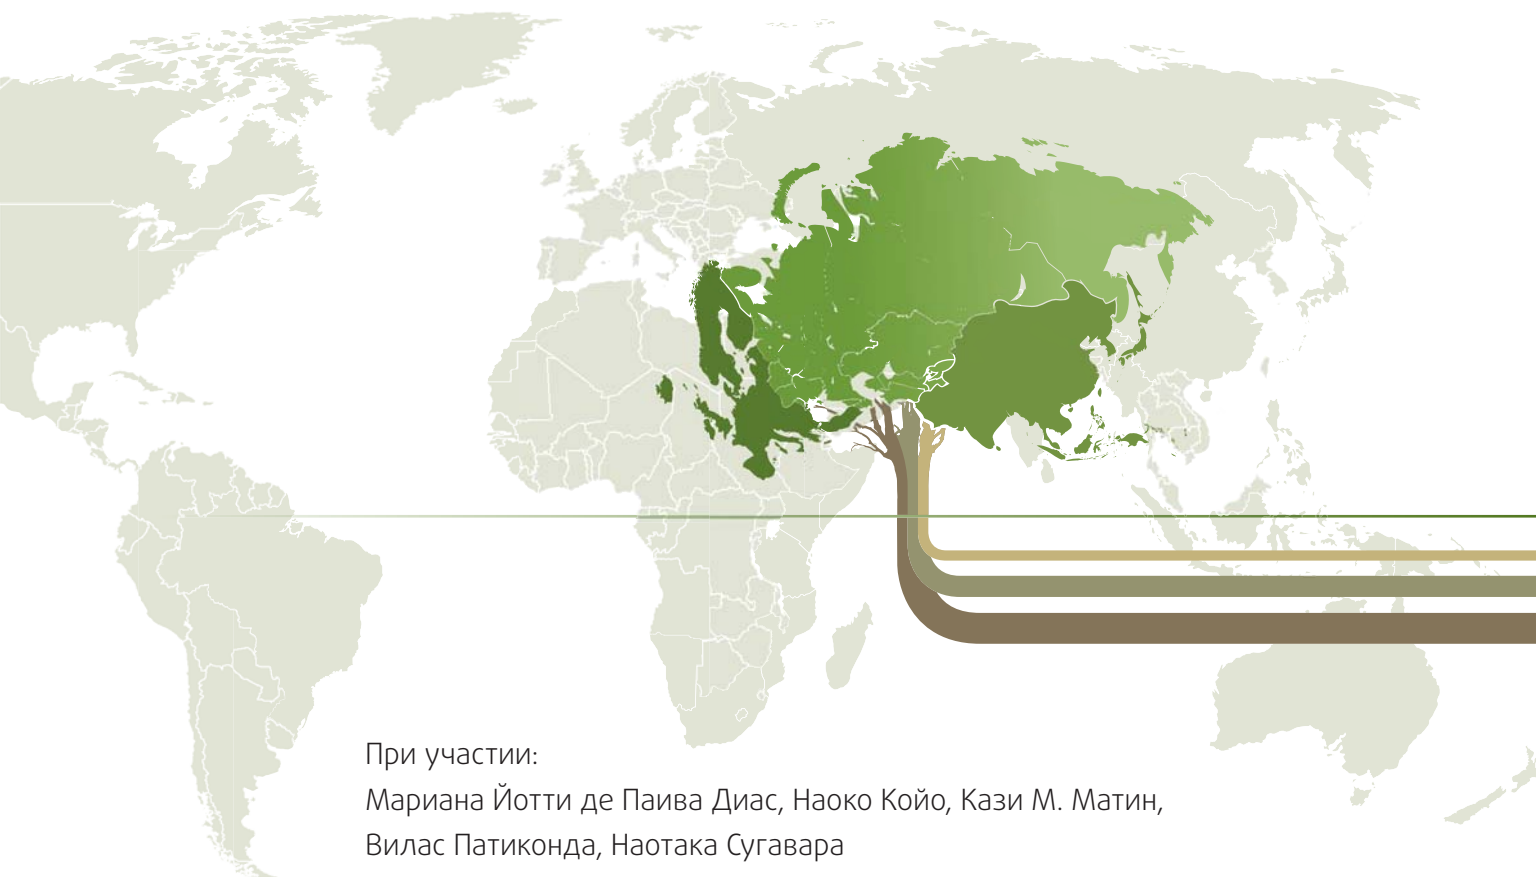 При участии:
Мариана Йотти де Паива Диас, Наоко Койо, Кази М. Матин,
Вилас Патиконда, Наотака Сугавара